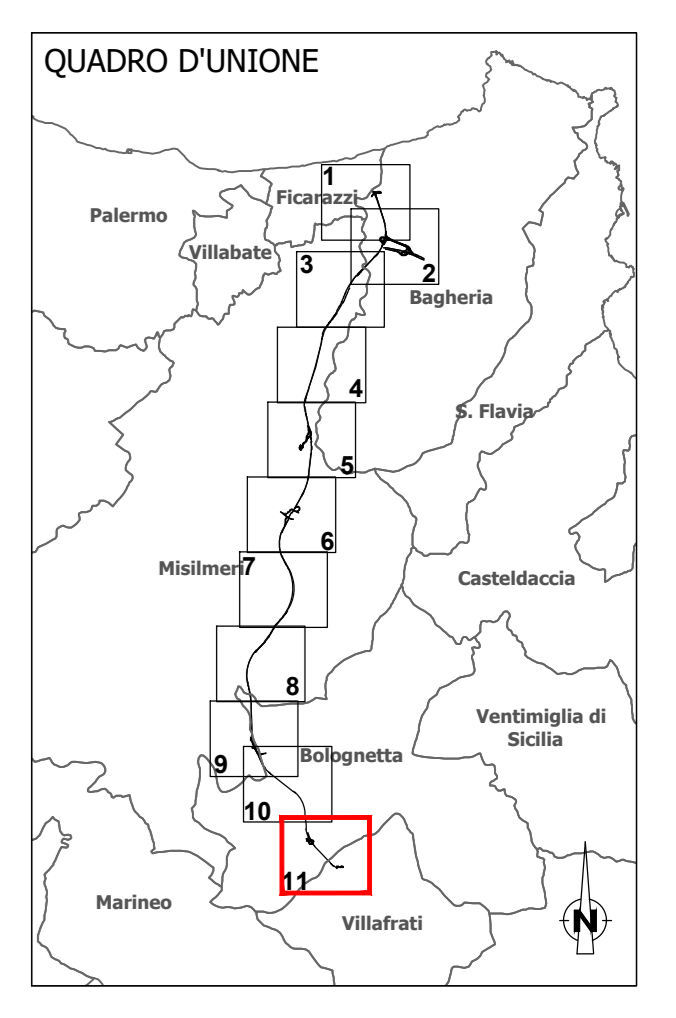 QUADRO D'UNIONE
1
Ficarazzi
Palermo
Villabate
3
2
Bagheria
4
S. Flavia
5
6
Misilmeri
7
Casteldaccia
8
Ventimiglia di
Sicilia
Bolognetta
9
10
11
Marineo
Villafrati
N